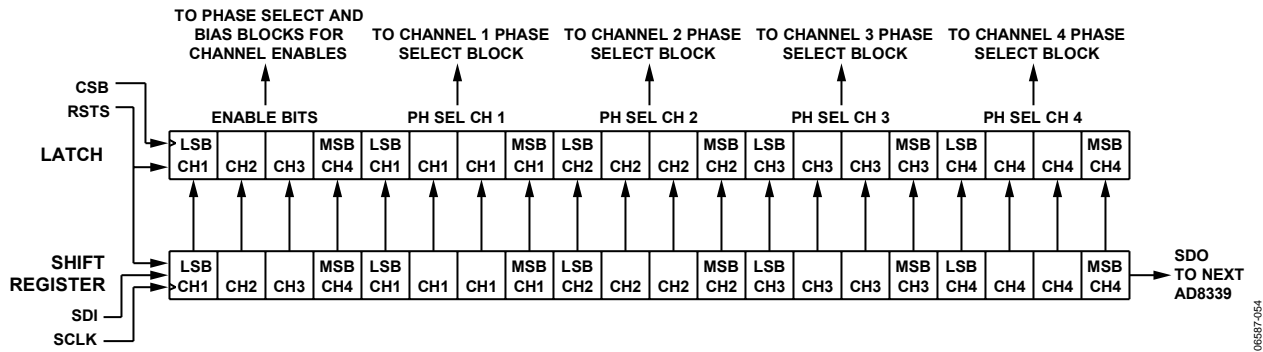 TO PHASE SELECT AND
BIAS BLOCKS FOR
CHANNEL ENABLES
TO CHANNEL 1 PHASE
SELECT BLOCK
TO CHANNEL 2 PHASE
SELECT BLOCK
TO CHANNEL 3 PHASE
SELECT BLOCK
TO CHANNEL 4 PHASE
SELECT BLOCK
CSB
RSTS
ENABLE BITS
PH SEL CH 1
PH SEL CH 2
PH SEL CH 3
PH SEL CH 4
LATCH
LSB MSB LSB MSB LSB MSB LSB MSB LSB MSB
CH1 CH2 CH3 CH4 CH1 CH1 CH1 CH1 CH2 CH2 CH2 CH2 CH3 CH3 CH3 CH3 CH4 CH4 CH4 CH4
SHIFT
REGISTER
LSB MSB LSB MSB LSB MSB LSB MSB LSB MSB
CH1 CH2 CH3 CH4 CH1 CH1 CH1 CH1 CH2 CH2 CH2 CH2 CH3 CH3 CH3 CH3 CH4 CH4 CH4 CH4
SDI
SCLK
SDO
TO NEXT
AD8339
06587-054